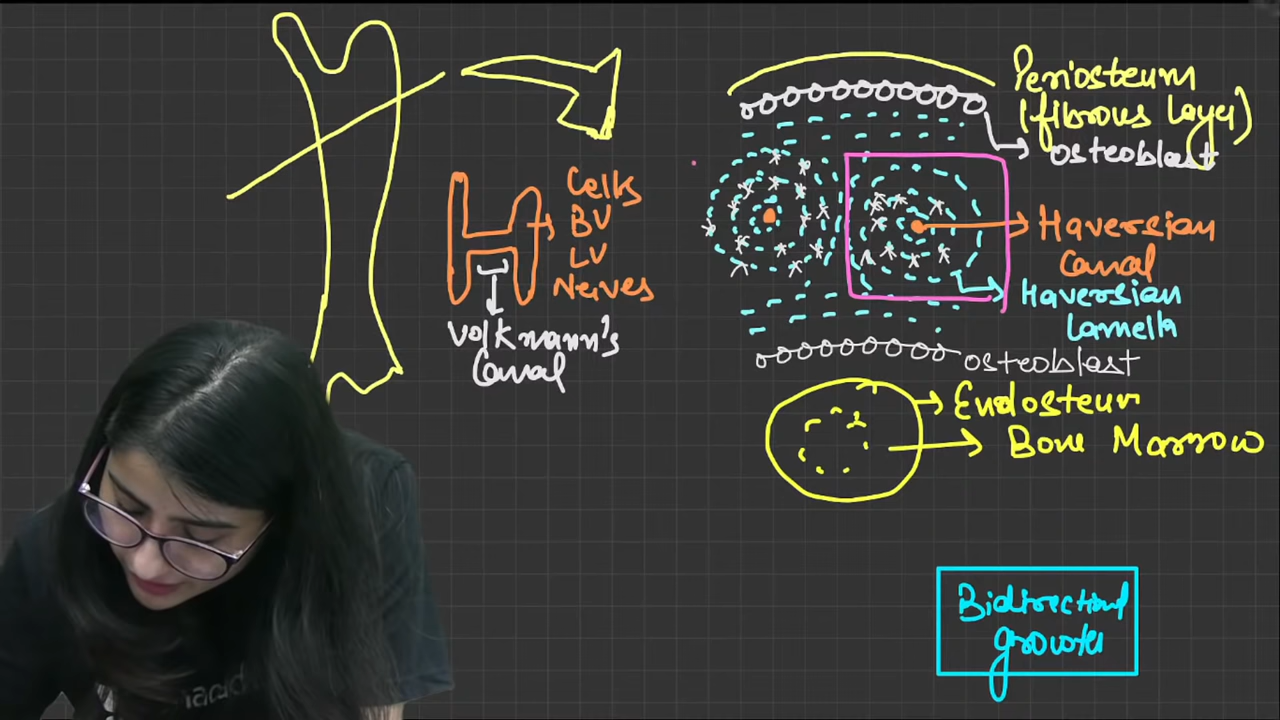 Periosteum
(fibrous layer)
osteoblast
Cells
BV
LV
Nerves
Volkmann's
Canal
Haversian
Canal
Haversian
Lamella
osteoblast
Endosteum
Bone Marrow
Bidirectional
growth